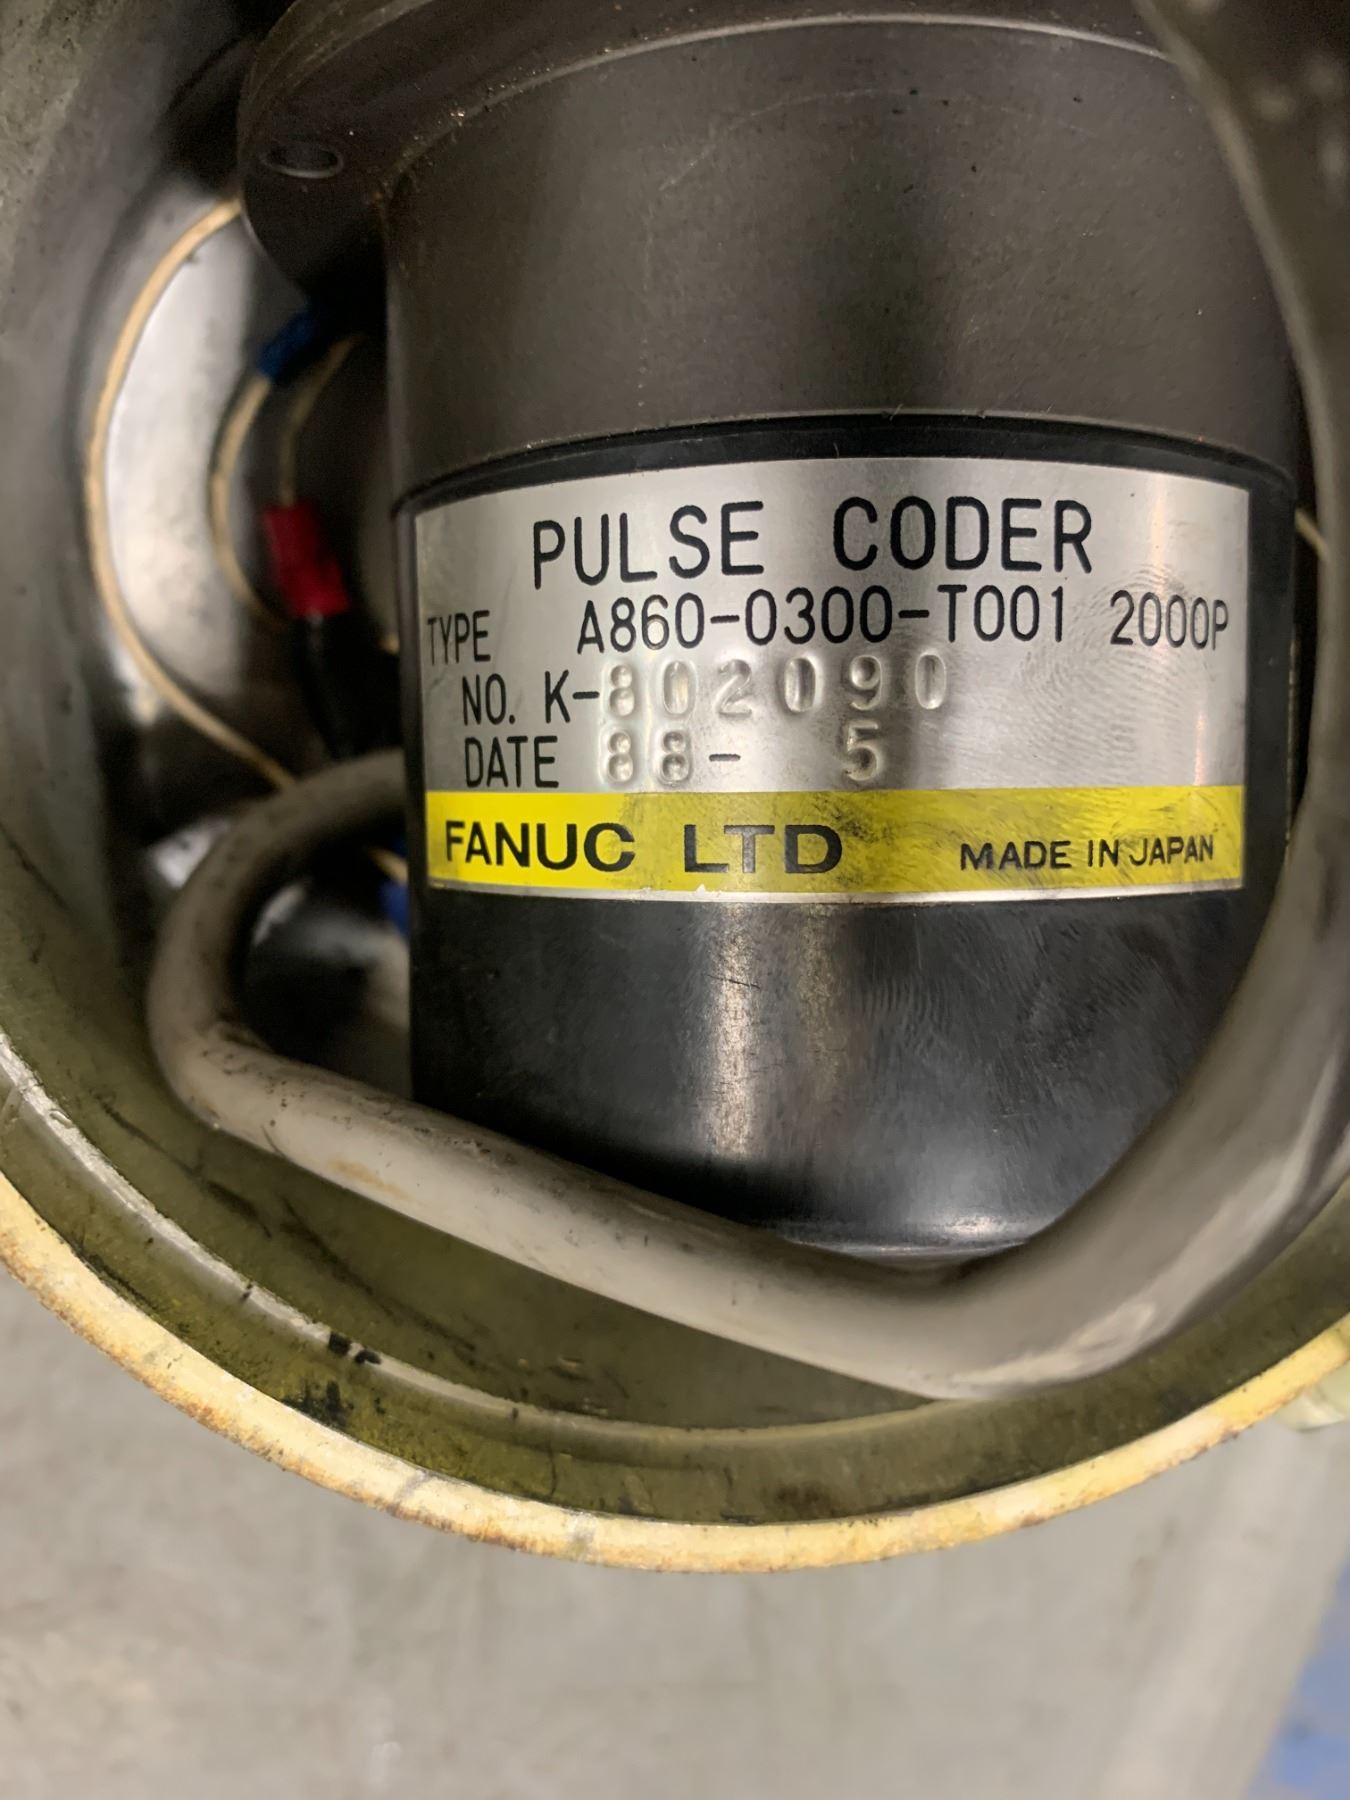 PULSE CODER
TYPE A860-0300-T001 2000P
NO. K-802090
DATE 88- 5
FANUC LTD MADE IN JAPAN